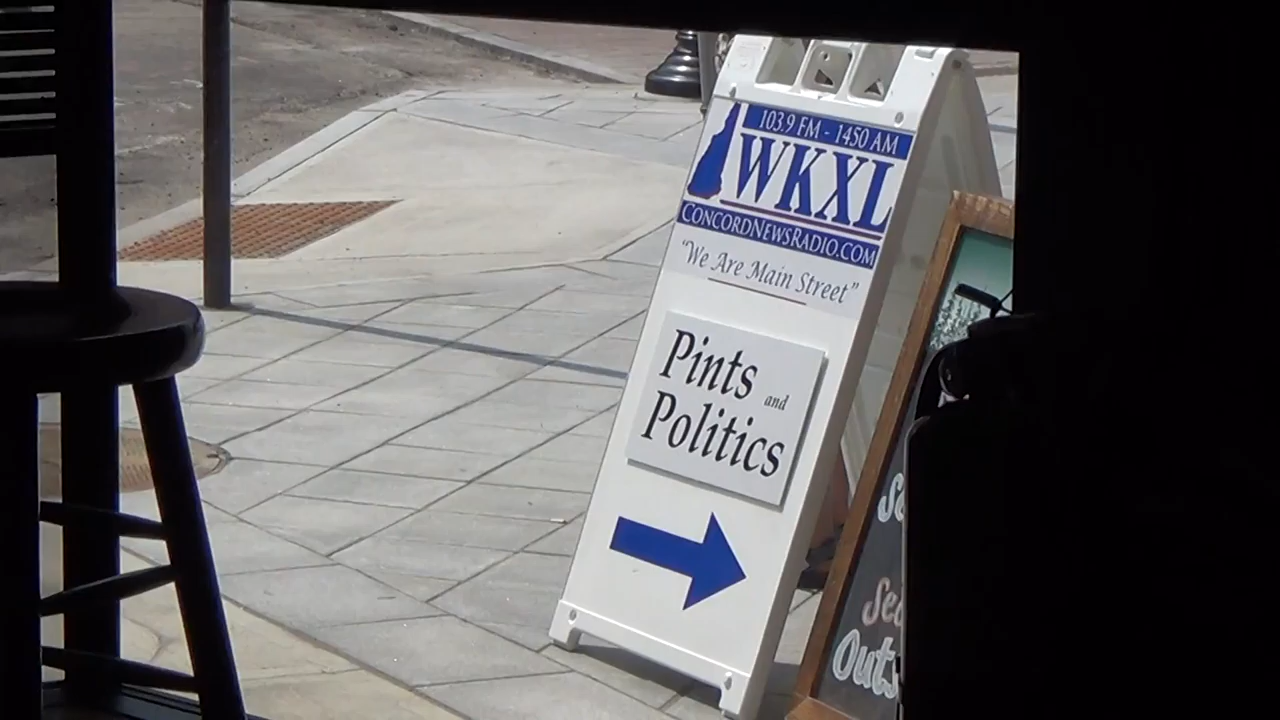 103.9 FM - 1450 AM
WKXL
CONCORDNEWSRADIO.COM
"We Are Main Street"
Pints and
Politics